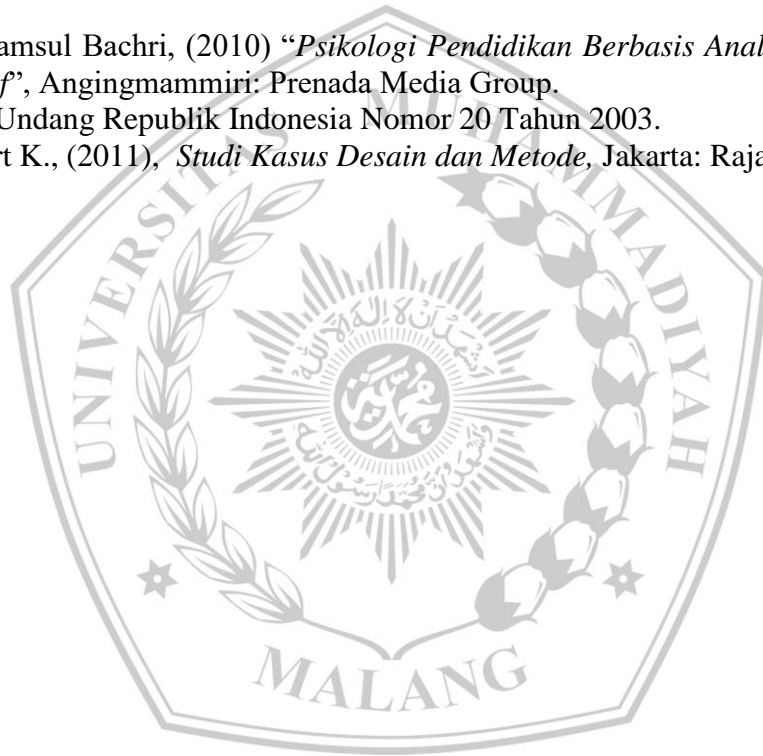 amsul Bachri, (2010) “Psikologi Pendidikan Berbasis Anal
f”, Angingmammiri: Prenada Media Group.
Undang Republik Indonesia Nomor 20 Tahun 2003.
rt K., (2011), Studi Kasus Desain dan Metode, Jakarta: Raja
UNIVERSITAS MUHAMMADIYAH
MALANG